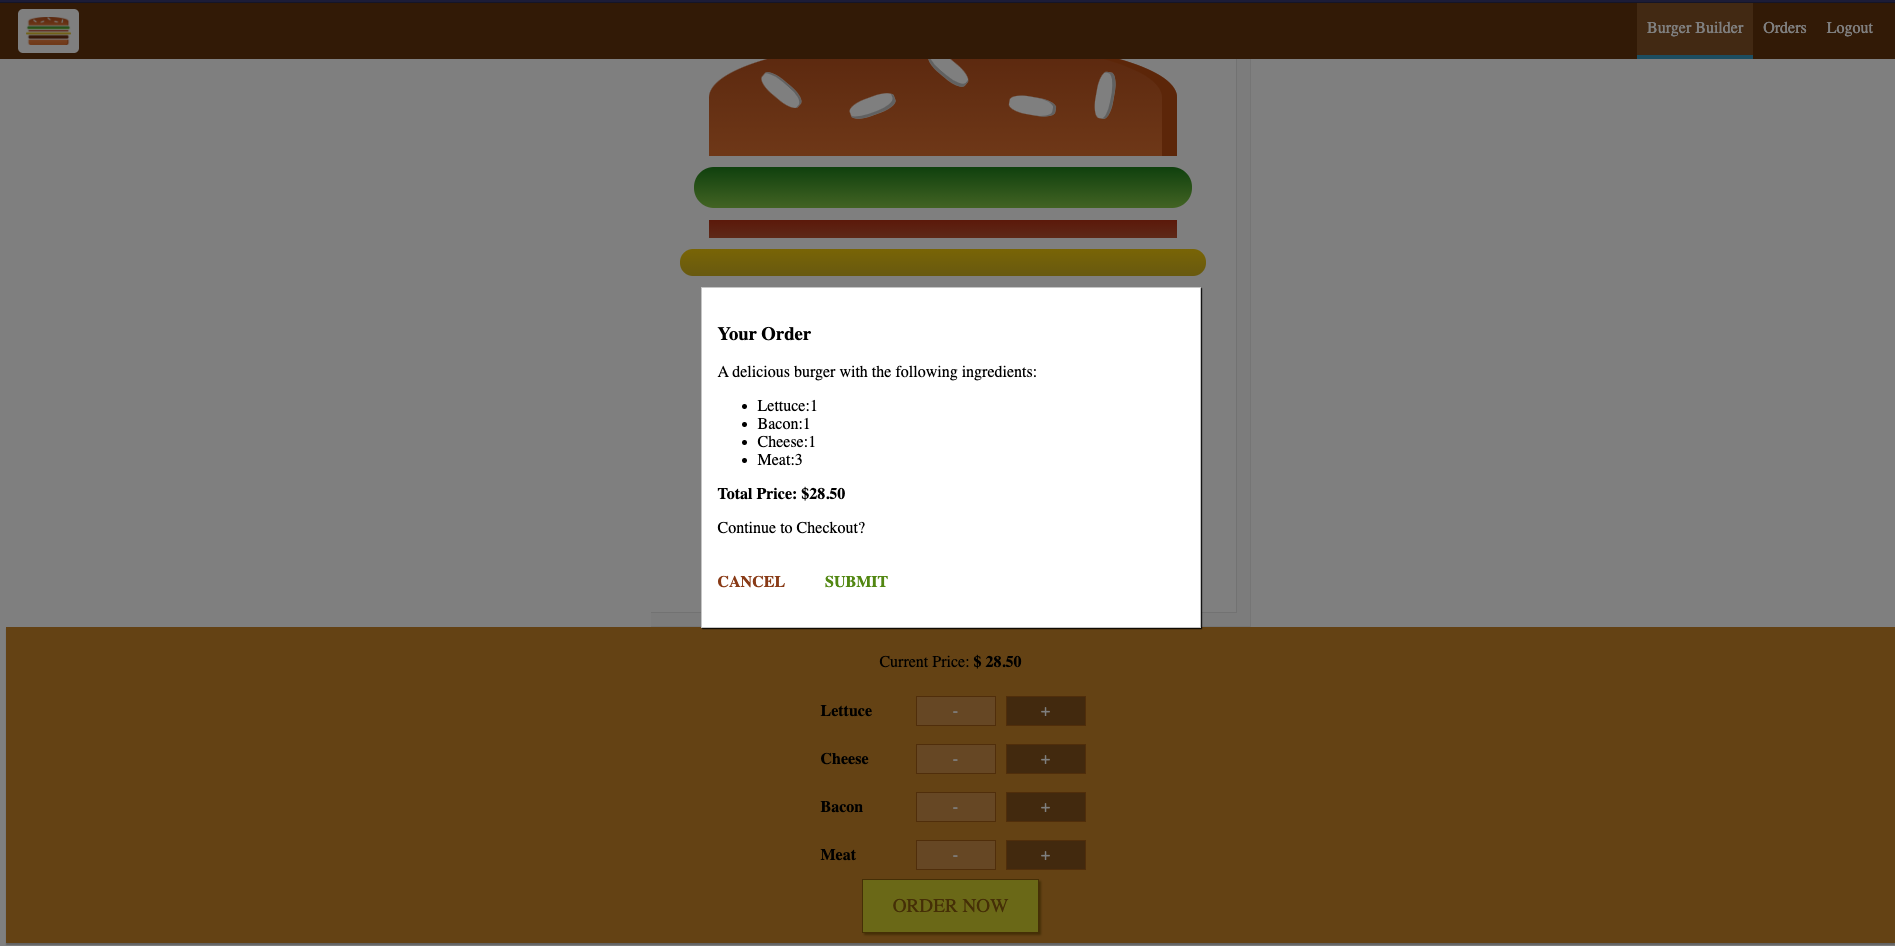 Burger Builder Orders Logout
Your Order
A delicious burger with the following ingredients:
• Lettuce:1
• Bacon:1
• Cheese:1
• Meat:3
Total Price: $28.50
Continue to Checkout?
CANCEL SUBMIT
Current Price: $ 28.50
Lettuce - +
Cheese - +
Bacon - +
Meat - +
ORDER NOW